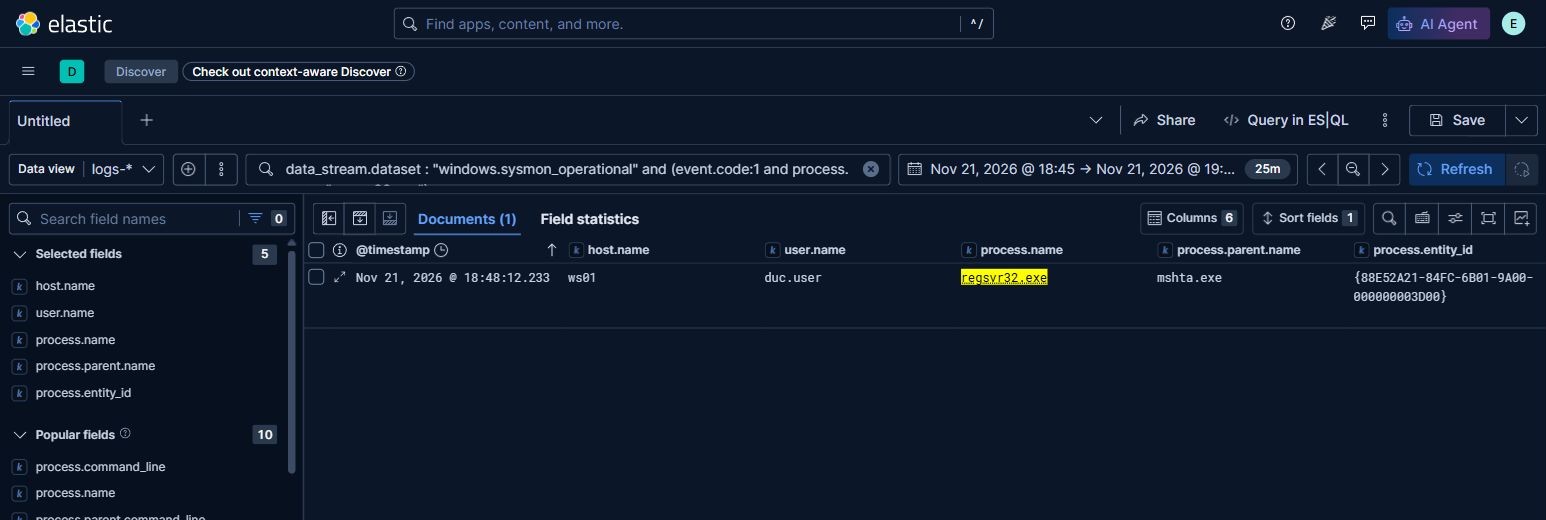 elastic
Find apps, content, and more.
^/
AI Agent
E
D
Discover
Check out context-aware Discover
Untitled
Share
Query in ES|QL
Save
Data view
logs-*
data_stream.dataset : "windows.sysmon_operational" and (event.code:1 and process.
Nov 21, 2026 @ 18:45 → Nov 21, 2026 @ 19:...
25m
Refresh
Search field names
0
Documents (1)
Field statistics
Columns 6
Sort fields 1
Selected fields
5
host.name
user.name
process.name
process.parent.name
process.entity_id
Popular fields
10
process.command_line
process.name
process.parent.command_line
@timestamp
k host.name
k user.name
k process.name
k process.parent.name
k process.entity_id
Nov 21, 2026 @ 18:48:12.233
ws01
duc.user
regsvr32.exe
mshta.exe
{88E52A21-84FC-6B01-9A00-
000000003D00}